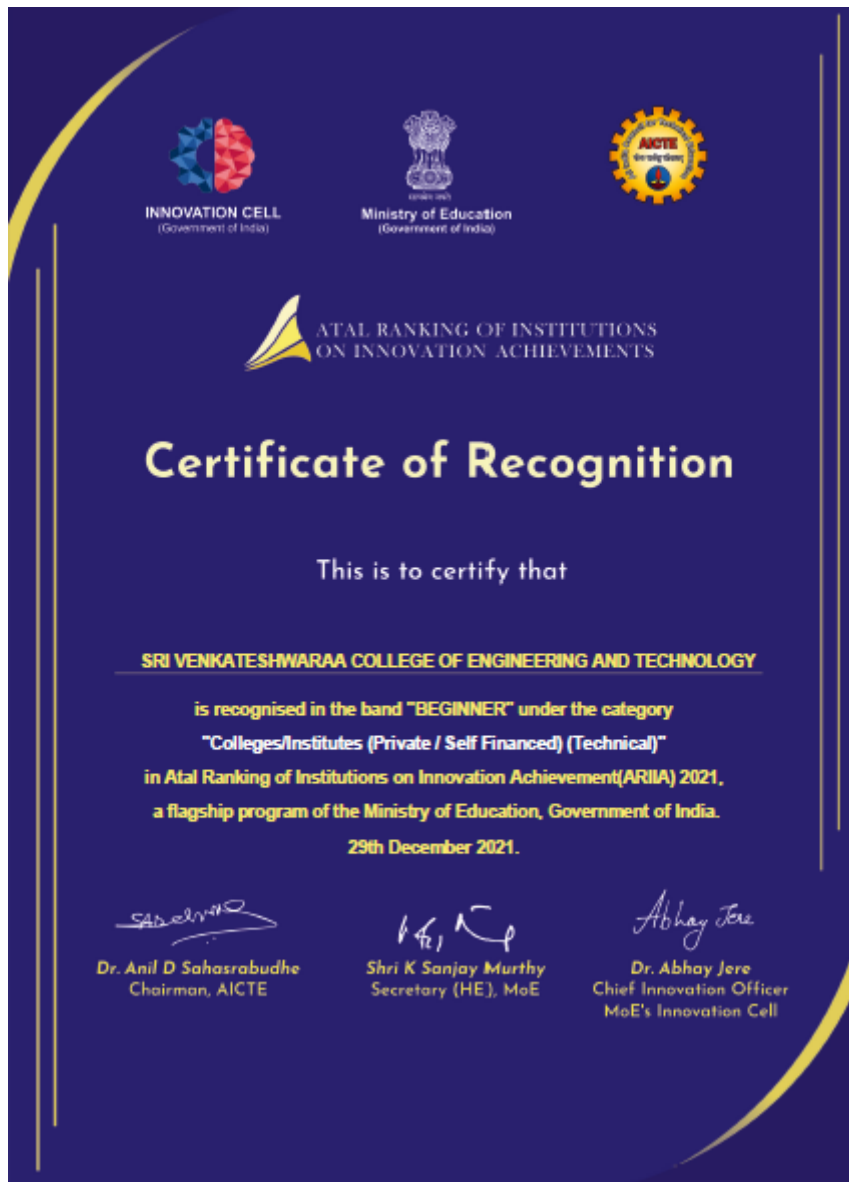 INNOVATION CELL
(Government of India)
सत्यमेव जयते
Ministry of Education
(Government of India)
AICTE
ATAL RANKING OF INSTITUTIONS
ON INNOVATION ACHIEVEMENTS
Certificate of Recognition
This is to certify that
SRI VENKATESHWARAA COLLEGE OF ENGINEERING AND TECHNOLOGY
is recognised in the band "BEGINNER" under the category
"Colleges/Institutes (Private / Self Financed) (Technical)"
in Atal Ranking of Institutions on Innovation Achievement(ARIIA) 2021,
a flagship program of the Ministry of Education, Government of India.
29th December 2021.
Abhay Jere
Dr. Anil D Sahasrabudhe
Chairman, AICTE
Shri K Sanjay Murthy
Secretary (HE), MoE
Dr. Abhay Jere
Chief Innovation Officer
MoE's Innovation Cell